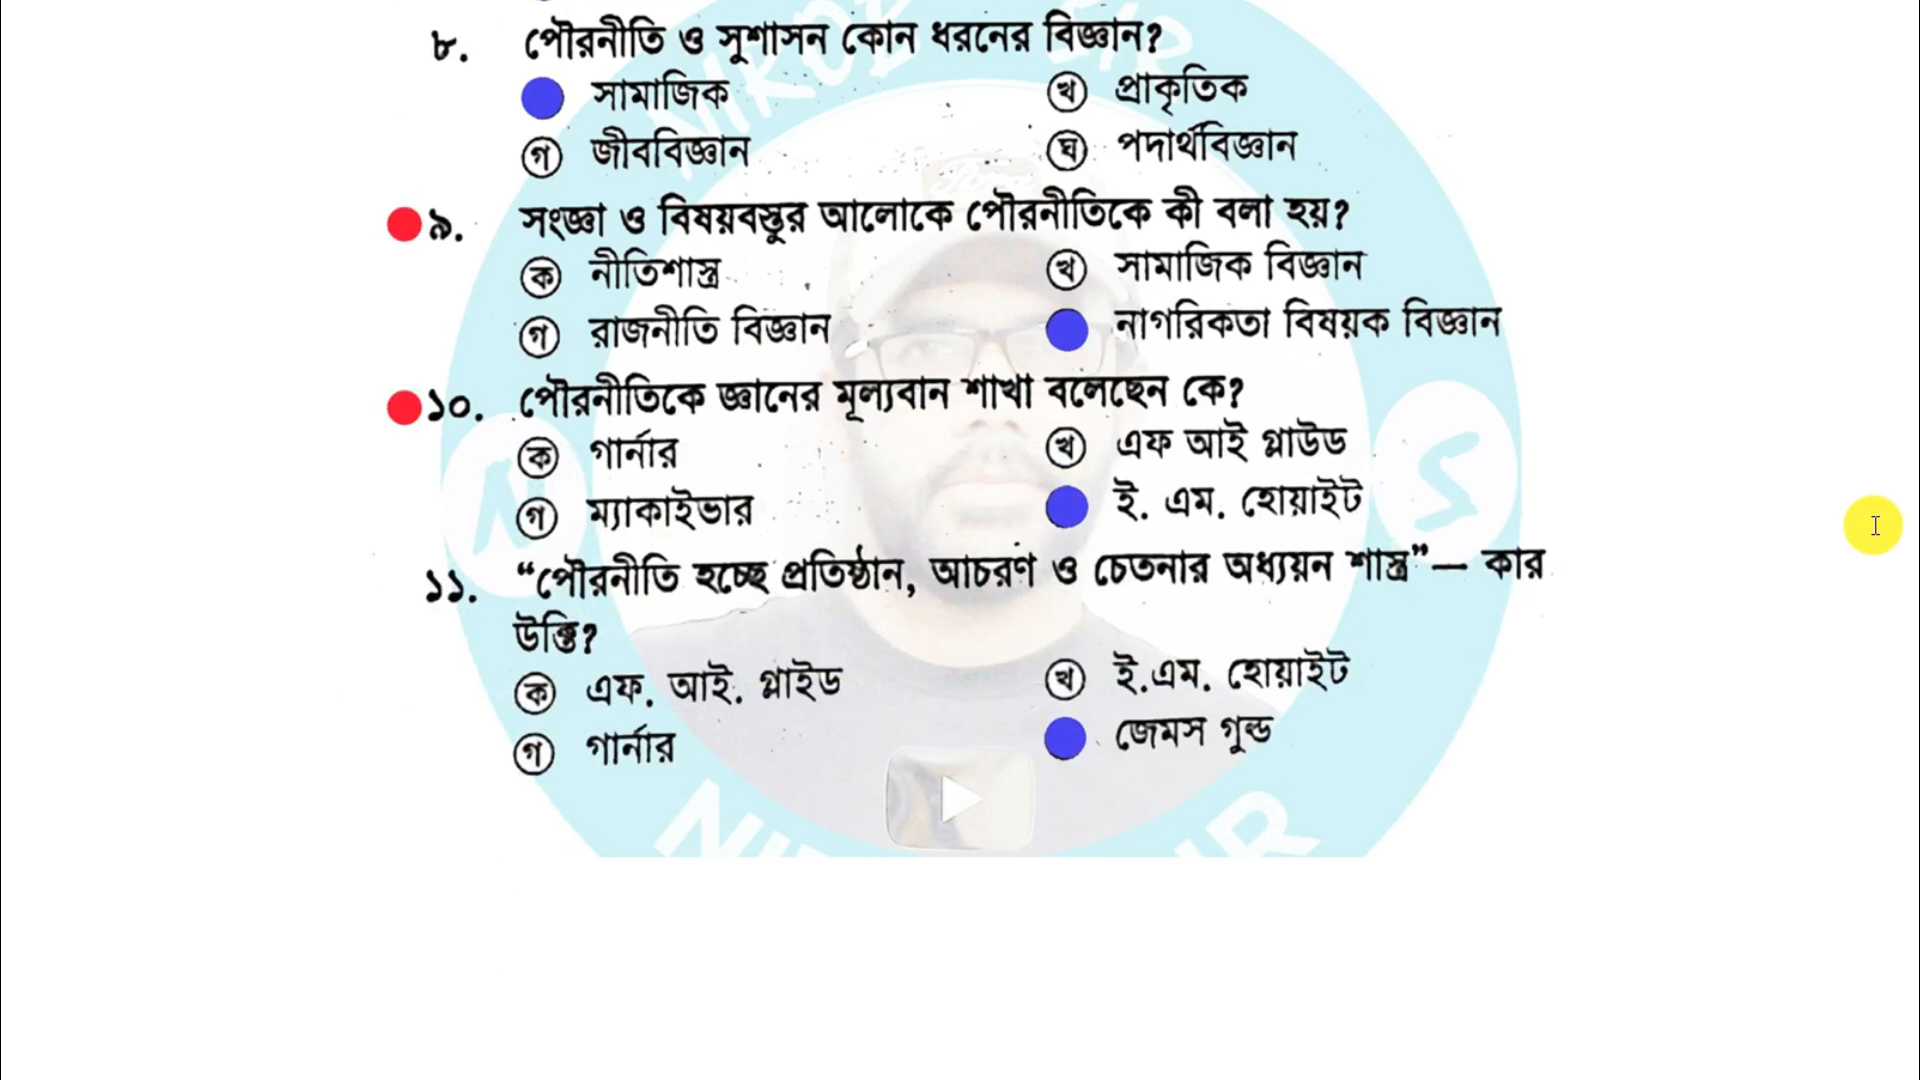 ৮. পৌরনীতি ও সুশাসন কোন ধরনের বিজ্ঞান?
সামাজিক খ প্রাকৃতিক
গ জীববিজ্ঞান ঘ পদার্থবিজ্ঞান
৯. সংজ্ঞা ও বিষয়বস্তুর আলোকে পৌরনীতিকে কী বলা হয়?
ক নীতিশাস্ত্র খ সামাজিক বিজ্ঞান
গ রাজনীতি বিজ্ঞান নাগরিকতা বিষয়ক বিজ্ঞান
১০. পৌরনীতিকে জ্ঞানের মূল্যবান শাখা বলেছেন কে?
ক গার্নার খ এফ আই গ্লাউড
গ ম্যাকাইভার ই. এম. হোয়াইট
১১. “পৌরনীতি হচ্ছে প্রতিষ্ঠান, আচরণ ও চেতনার অধ্যয়ন শাস্ত্র”— কার
উক্তি?
ক এফ. আই. গ্লাইড খ ই.এম. হোয়াইট
গ গার্নার জেমস গুল্ড